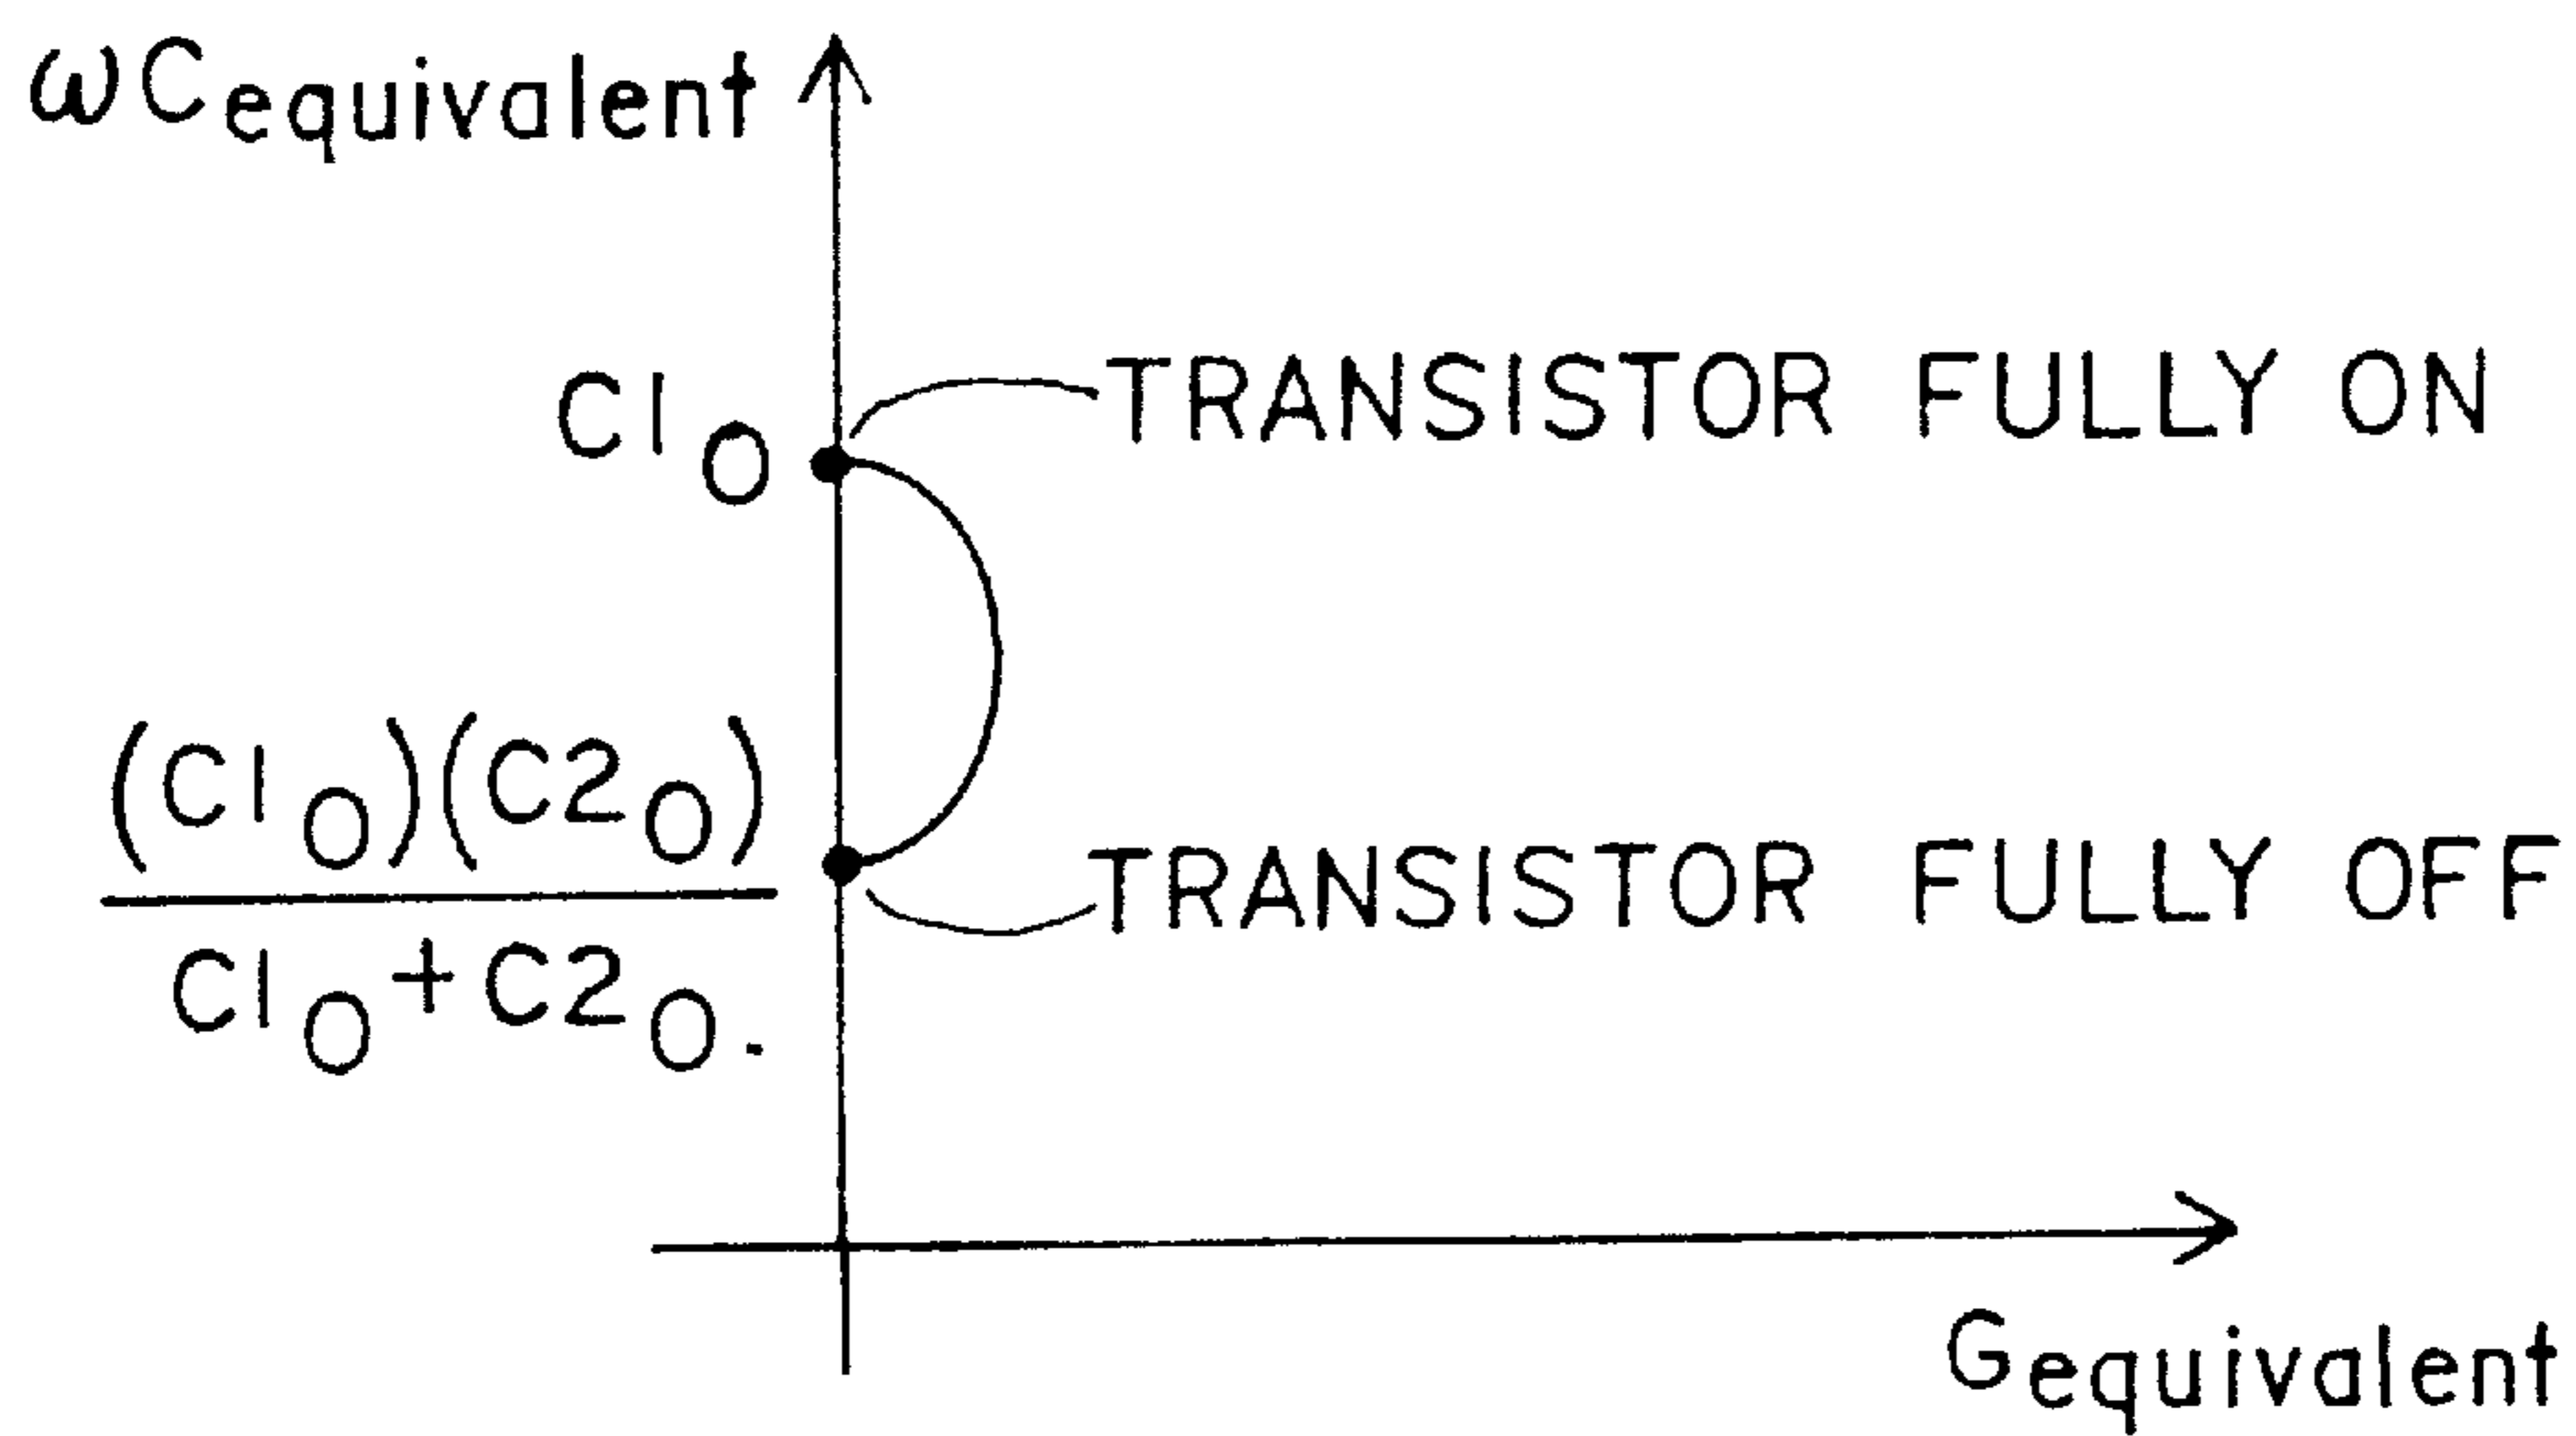 ωCequivalent
C1O
TRANSISTOR FULLY ON
(C1O)(C2O)
C1O+C2O.
TRANSISTOR FULLY OFF
Gequivalent